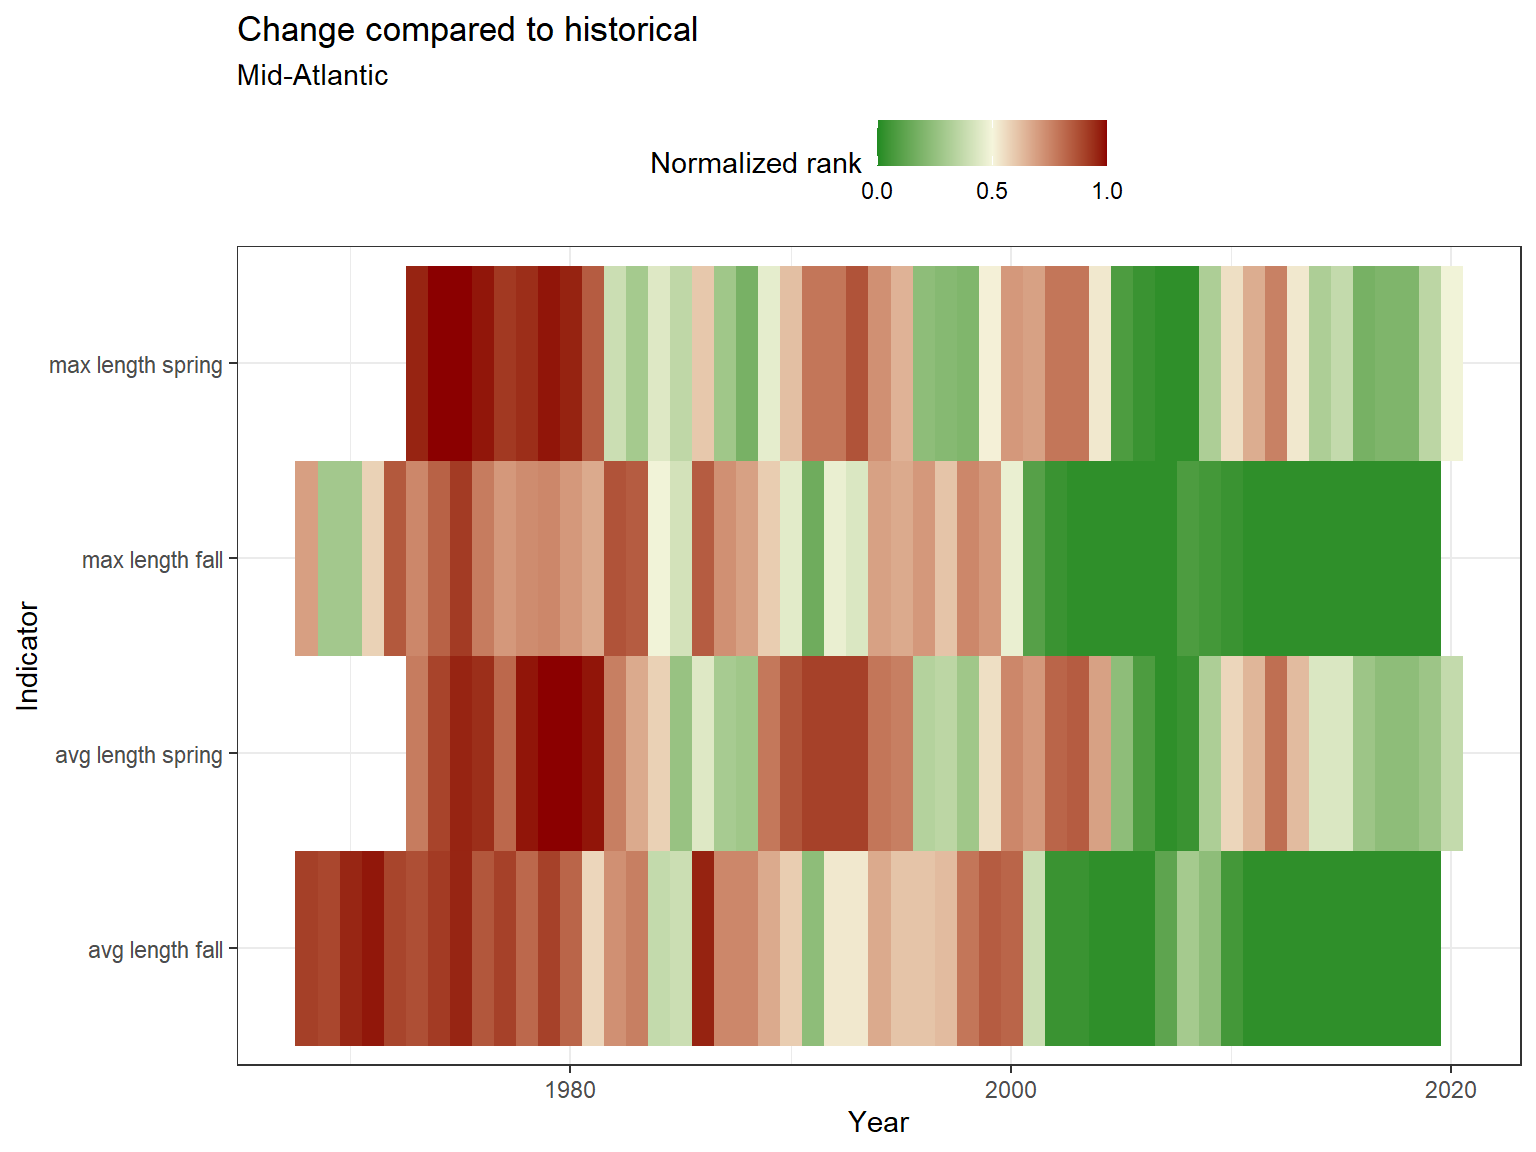 Change compared to historical
Mid-Atlantic
Normalized rank
0.0 0.5 1.0
max length spring
max length fall
avg length spring
avg length fall
Indicator
1980 2000 2020
Year